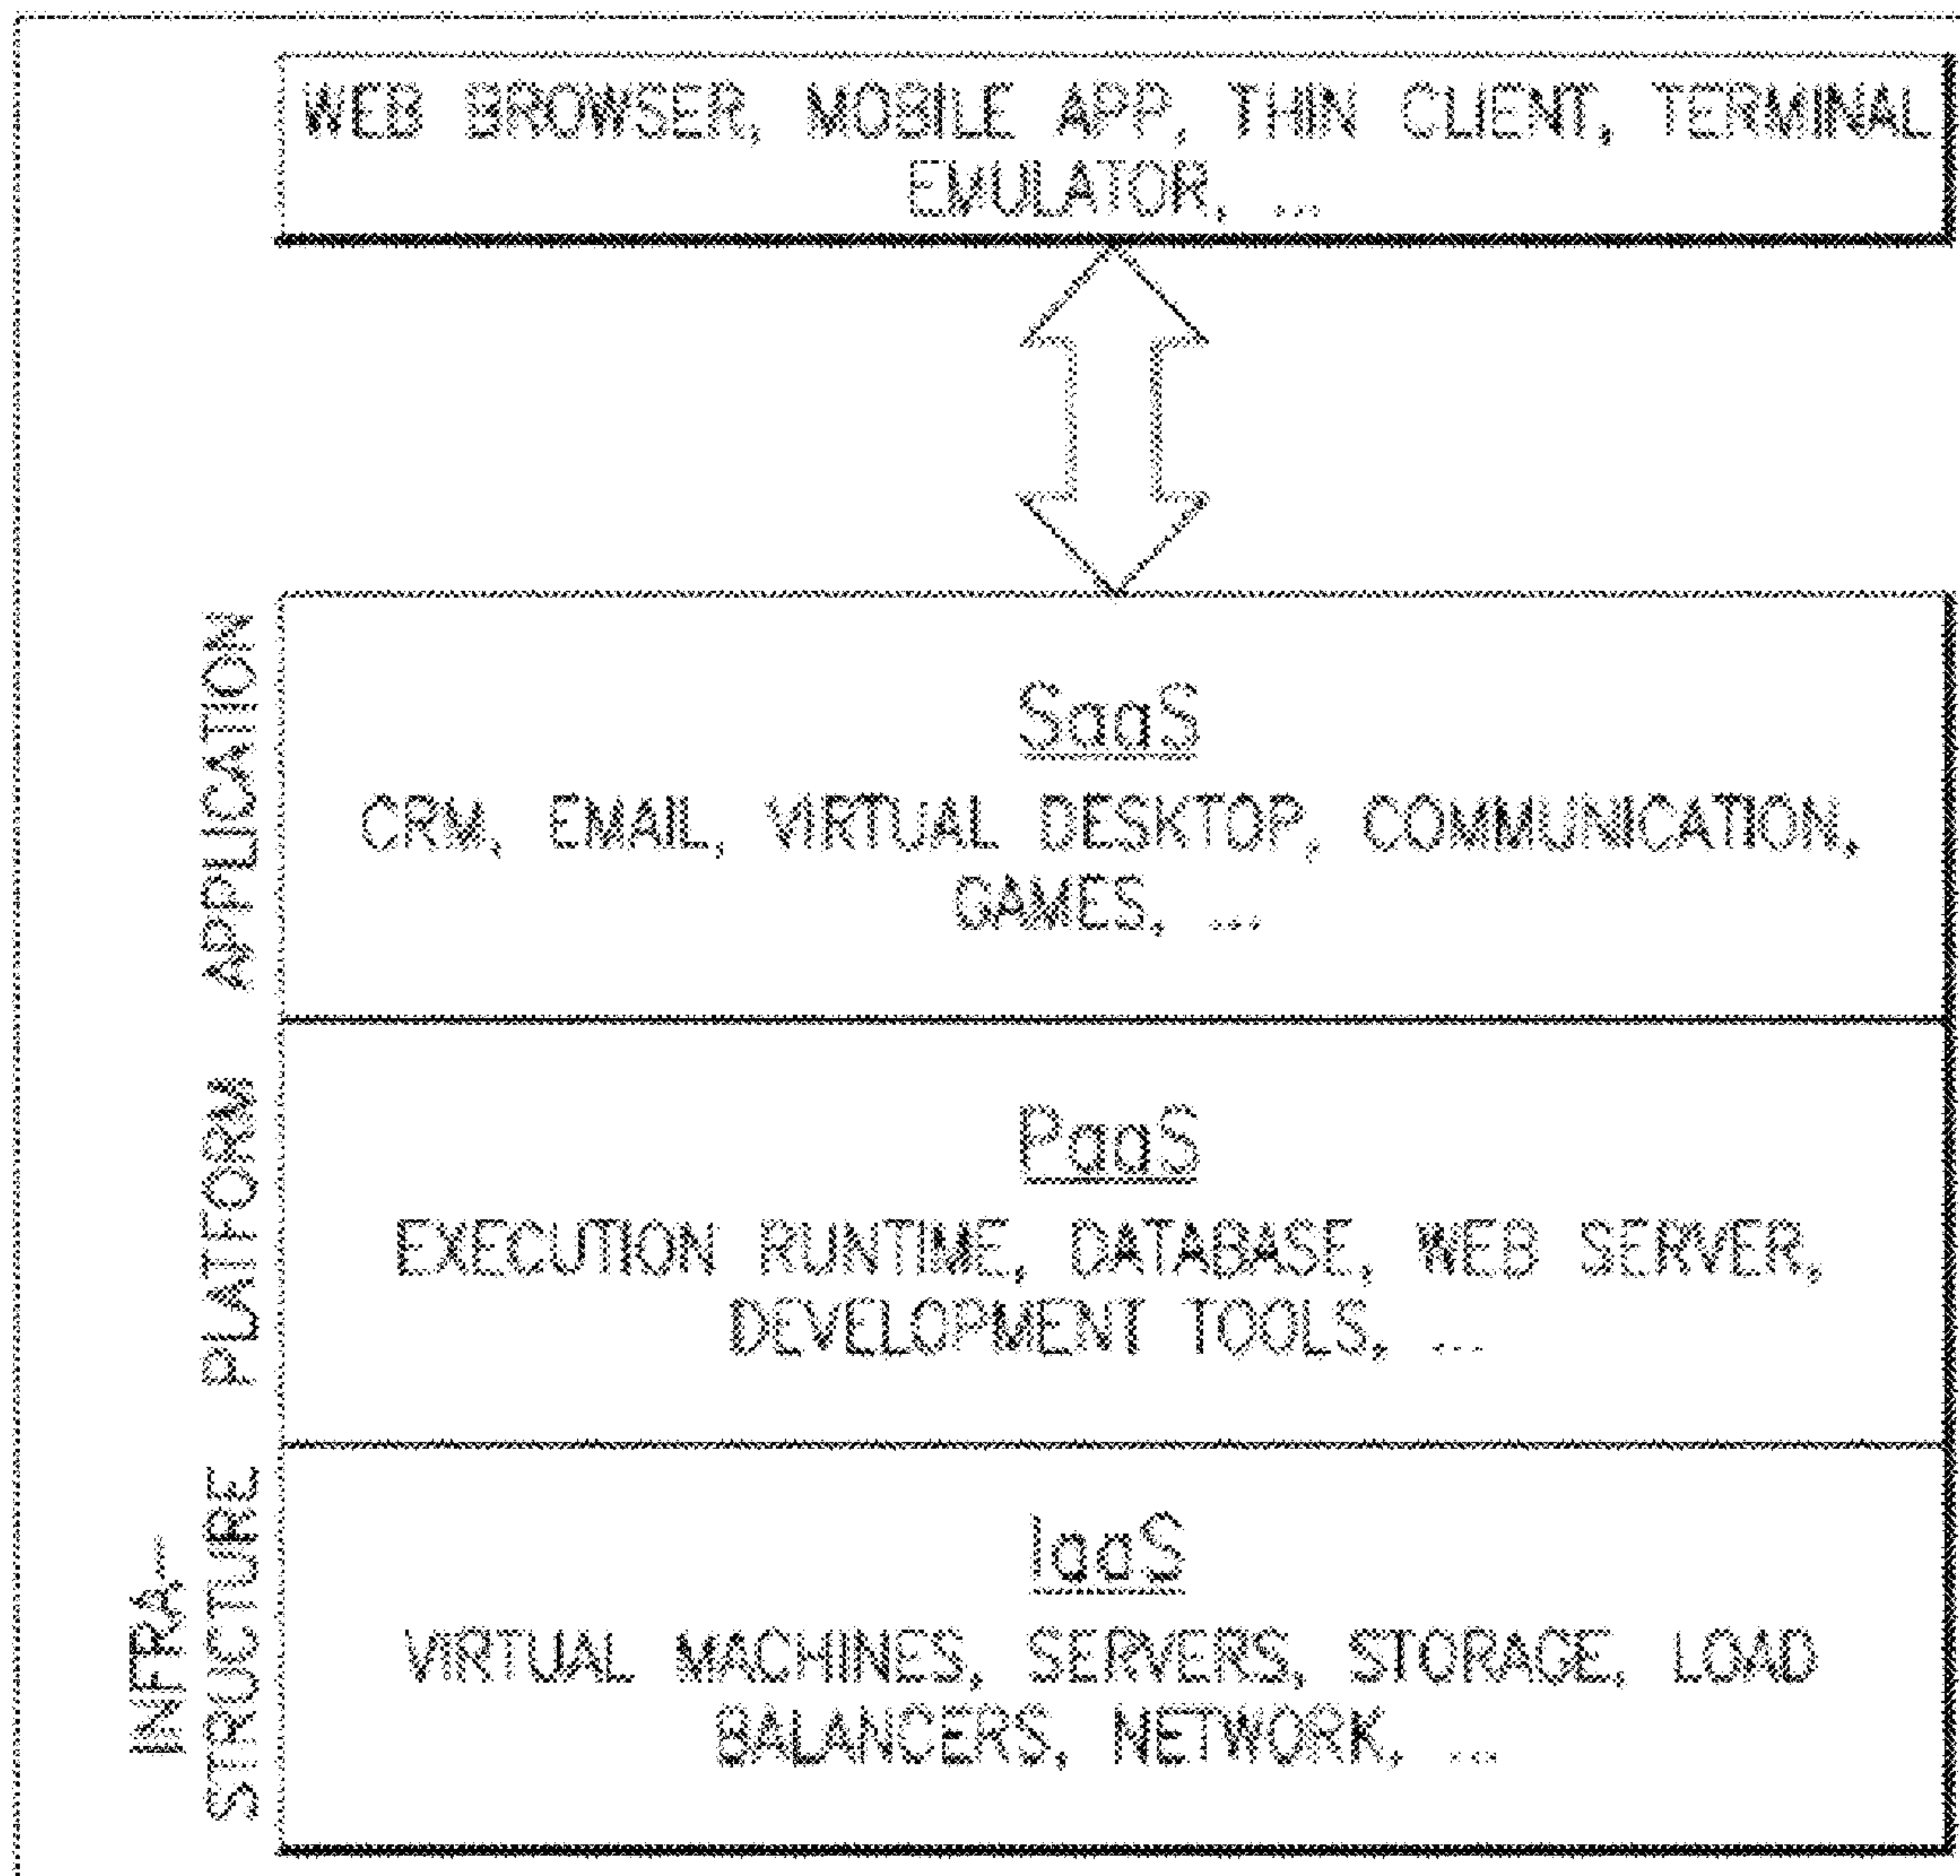 WEB BROWSER, MOBILE APP, THIN CLIENT, TERMINAL
EMULATOR, ...
APPLICATION
SaaS
CRM, EMAIL, VIRTUAL DESKTOP, COMMUNICATION,
GAMES, ...
PLATFORM
PaaS
EXECUTION RUNTIME, DATABASE, WEB SERVER,
DEVELOPMENT TOOLS, ...
INFRA-
STRUCTURE
IaaS
VIRTUAL MACHINES, SERVERS, STORAGE, LOAD
BALANCERS, NETWORK, ...